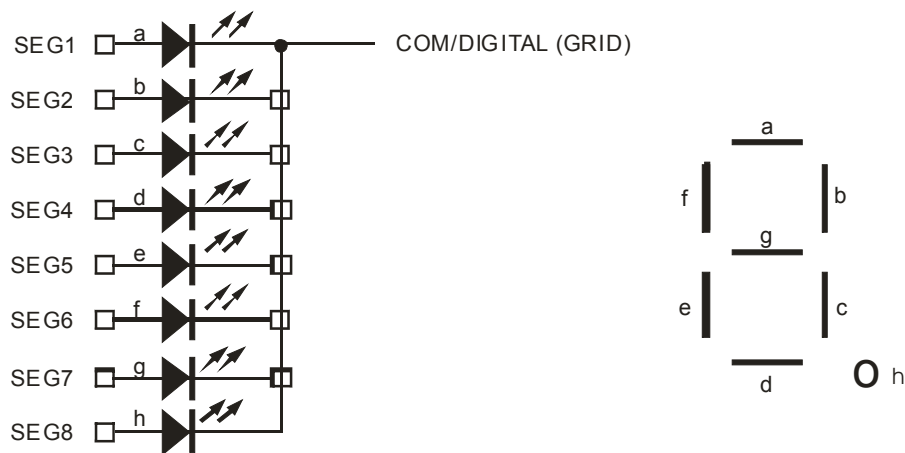 SEG1 a COM/DIGITAL (GRID)
SEG2 b
SEG3 c
SEG4 d
SEG5 e
SEG6 f
SEG7 g
SEG8 h
a
f b
g
e c
d
O h